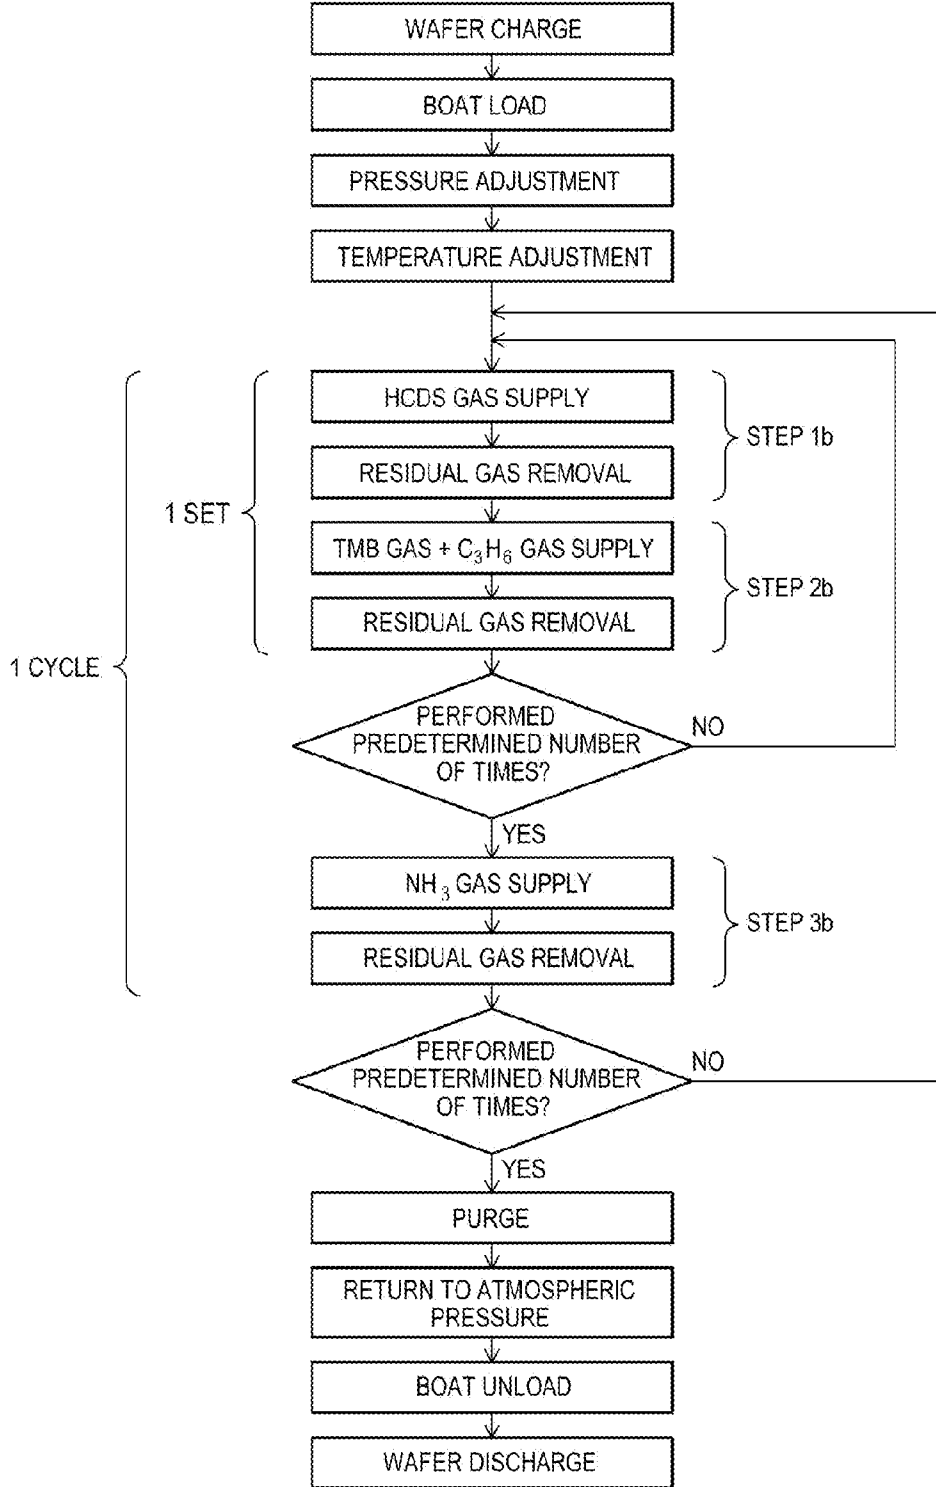 WAFER CHARGE
BOAT LOAD
PRESSURE ADJUSTMENT
TEMPERATURE ADJUSTMENT
HCDS GAS SUPPLY
STEP 1b
RESIDUAL GAS REMOVAL
1 SET
TMB GAS + C₃H₆ GAS SUPPLY
STEP 2b
RESIDUAL GAS REMOVAL
1 CYCLE
PERFORMED
PREDETERMINED NUMBER
OF TIMES?
NO
YES
NH₃ GAS SUPPLY
STEP 3b
RESIDUAL GAS REMOVAL
PERFORMED
PREDETERMINED NUMBER
OF TIMES?
NO
YES
PURGE
RETURN TO ATMOSPHERIC
PRESSURE
BOAT UNLOAD
WAFER DISCHARGE